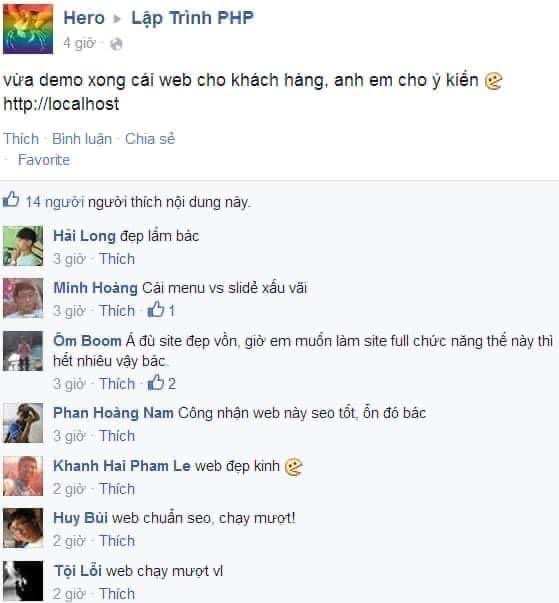 Hero ▸ Lập Trình PHP
4 giờ ·
vừa demo xong cái web cho khách hàng, anh em cho ý kiến
http://localhost
Thích · Bình luận · Chia sẻ
· Favorite
14 người người thích nội dung này.
Hải Long đẹp lắm bác
3 giờ · Thích
Minh Hoàng Cái menu vs slidẻ xấu vãi
3 giờ · Thích · 1
Ốm Boom Á đù site đẹp vồn, giờ em muốn làm site full chức năng thế này thì
hết nhiêu vậy bác.
3 giờ · Thích · 2
Phan Hoàng Nam Công nhận web này seo tốt, ổn đó bác
3 giờ · Thích
Khanh Hai Pham Le web đẹp kinh
2 giờ · Thích
Huy Bùi web chuẩn seo, chạy mượt!
2 giờ · Thích
Tội Lỗi web chạy mượt vl
2 giờ · Thích